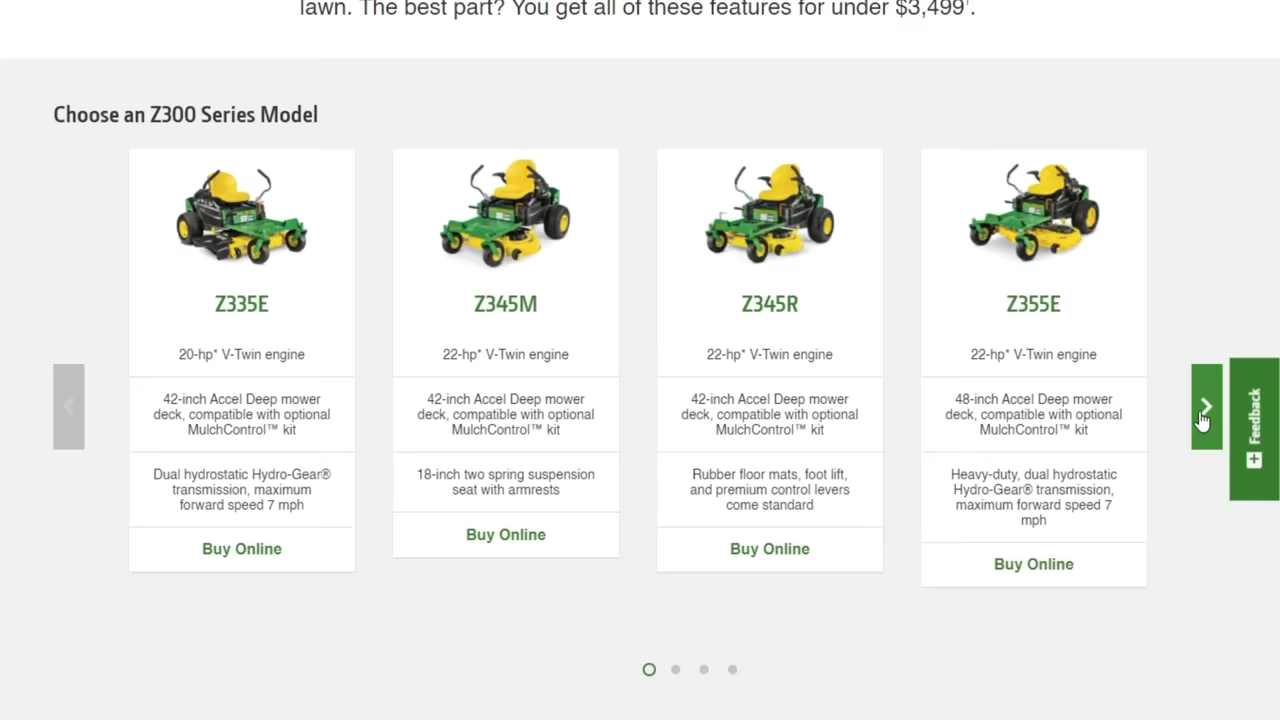 lawn. The best part? You get all of these features for under $3,499¹.
Choose an Z300 Series Model
Z335E
20-hp* V-Twin engine
42-inch Accel Deep mower
deck, compatible with optional
MulchControl™ kit
Dual hydrostatic Hydro-Gear®
transmission, maximum
forward speed 7 mph
Buy Online
Z345M
22-hp* V-Twin engine
42-inch Accel Deep mower
deck, compatible with optional
MulchControl™ kit
18-inch two spring suspension
seat with armrests
Buy Online
Z345R
22-hp* V-Twin engine
42-inch Accel Deep mower
deck, compatible with optional
MulchControl™ kit
Rubber floor mats, foot lift,
and premium control levers
come standard
Buy Online
Z355E
22-hp* V-Twin engine
48-inch Accel Deep mower
deck, compatible with optional
MulchControl™ kit
Heavy-duty, dual hydrostatic
Hydro-Gear® transmission,
maximum forward speed 7
mph
Buy Online
Feedback